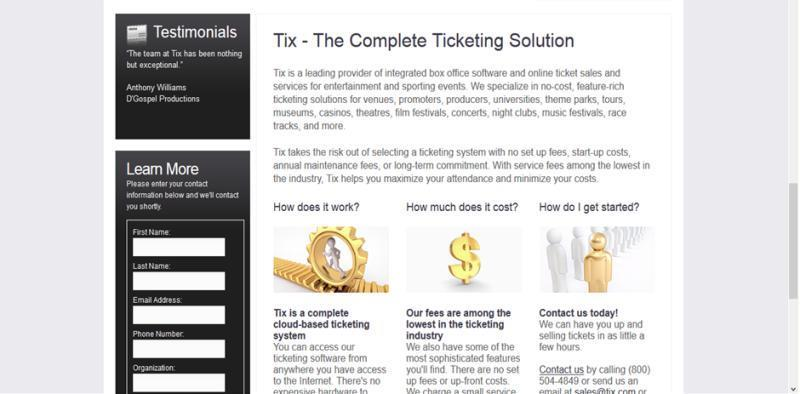 Testimonials
"The team at Tix has been nothing
but exceptional."
Anthony Williams
D'Gospel Productions
Learn More
Please enter your contact
information below and we'll contact
you shortly.
First Name:
Last Name:
Email Address:
Phone Number:
Organization:
Tix - The Complete Ticketing Solution
Tix is a leading provider of integrated box office software and online ticket sales and
services for entertainment and sporting events. We specialize in no-cost, feature-rich
ticketing solutions for venues, promoters, producers, universities, theme parks, tours,
museums, casinos, theatres, film festivals, concerts, night clubs, music festivals, race
tracks, and more.
Tix takes the risk out of selecting a ticketing system with no set up fees, start-up costs,
annual maintenance fees, or long-term commitment. With service fees among the lowest in
the industry, Tix helps you maximize your attendance and minimize your costs.
How does it work?
Tix is a complete
cloud-based ticketing
system
You can access our
ticketing software from
anywhere you have access
to the Internet. There's no
expensive hardware to
How much does it cost?
Our fees are among the
lowest in the ticketing
industry
We also have some of the
most sophisticated features
you'll find. There are no set
up fees or up-front costs.
We charge a small service
How do I get started?
Contact us today!
We can have you up and
selling tickets in as little a
few hours.
Contact us by calling (800)
504-4849 or send us an
email at sales@tix.com or